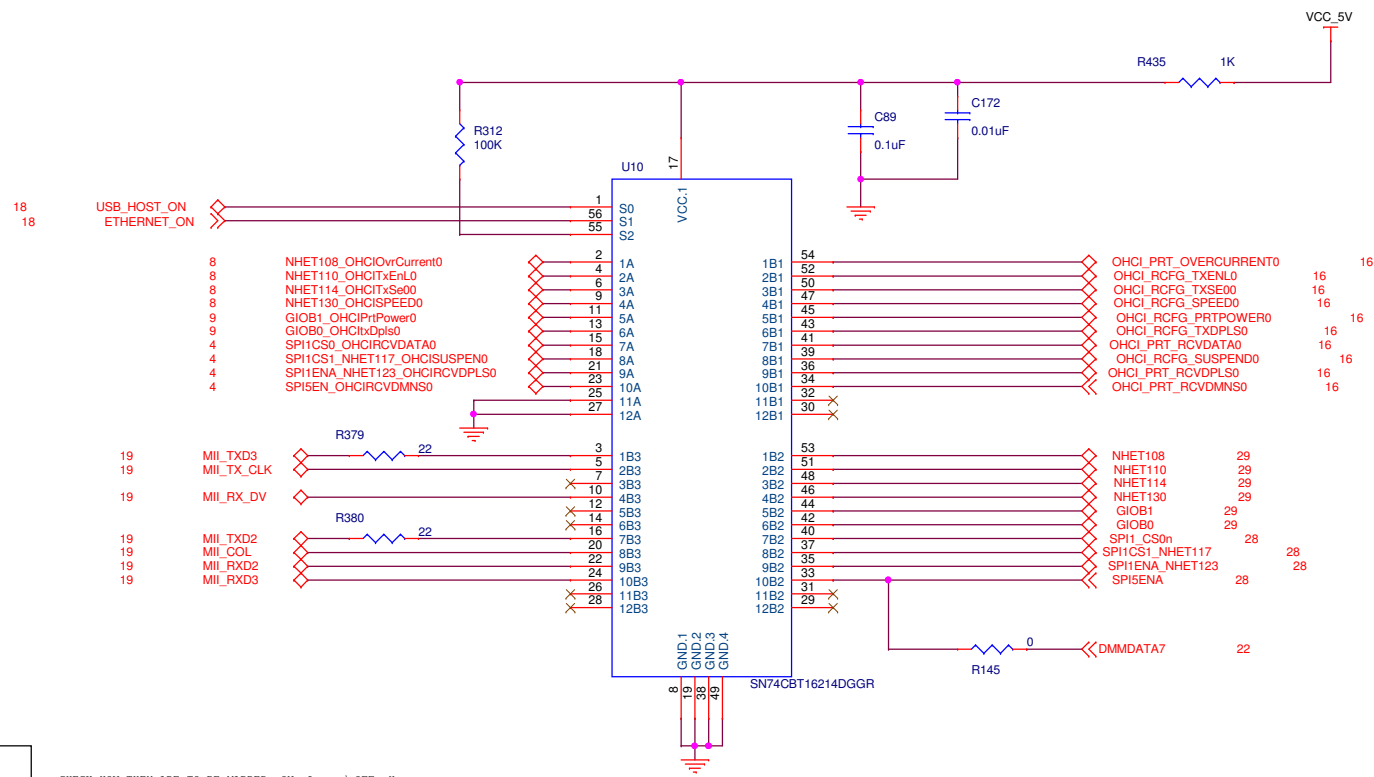 VCC_5V
R435 1K
C172
0.01uF
C89
0.1uF
R312
100K
U10
17
VCC.1
18 USB_HOST_ON 1 S0
18 ETHERNET_ON 56 S1
55 S2
8 NHET108_OHCIOvrCurrent0 2 1A 1B1 54 OHCI_PRT_OVERCURRENT0 16
8 NHET110_OHCITxEnL0 4 2A 2B1 52 OHCI_RCFG_TXENL0 16
8 NHET114_OHCITxSe00 6 3A 3B1 50 OHCI_RCFG_TXSE00 16
8 NHET130_OHCISPEED0 9 4A 4B1 47 OHCI_RCFG_SPEED0 16
9 GIOB1_OHCIPrtPower0 11 5A 5B1 45 OHCI_RCFG_PRTPOWER0 16
9 GIOB0_OHCItxDpls0 13 6A 6B1 43 OHCI_RCFG_TXDPLS0 16
4 SPI1CS0_OHCIRCVDATA0 15 7A 7B1 41 OHCI_PRT_RCVDATA0 16
4 SPI1CS1_NHET117_OHCISUSPEN0 18 8A 8B1 39 OHCI_RCFG_SUSPEND0 16
4 SPI1ENA_NHET123_OHCIRCVDPLS0 21 9A 9B1 36 OHCI_PRT_RCVDPLS0 16
4 SPI5EN_OHCIRCVDMNS0 23 10A 10B1 34 OHCI_PRT_RCVDMNS0 16
25 11A 11B1 32
27 12A 12B1 30
R379 22
19 MII_TXD3 3 1B3 1B2 53 NHET108 29
19 MII_TX_CLK 5 2B3 2B2 51 NHET110 29
7 3B3 3B2 48 NHET114 29
19 MII_RX_DV 10 4B3 4B2 46 NHET130 29
12 5B3 5B2 44 GIOB1 29
R380 22
14 6B3 6B2 42 GIOB0 29
19 MII_TXD2 16 7B3 7B2 40 SPI1_CS0n 28
19 MII_COL 20 8B3 8B2 37 SPI1CS1_NHET117 28
19 MII_RXD2 22 9B3 9B2 35 SPI1ENA_NHET123 28
19 MII_RXD3 24 10B3 10B2 33 SPI5ENA 28
26 11B3 11B2 31
28 12B3 12B2 29
GND.1 GND.2 GND.3 GND.4
8 19 38 49
R145 0 DMMDATA7 22
SN74CBT16214DGGR